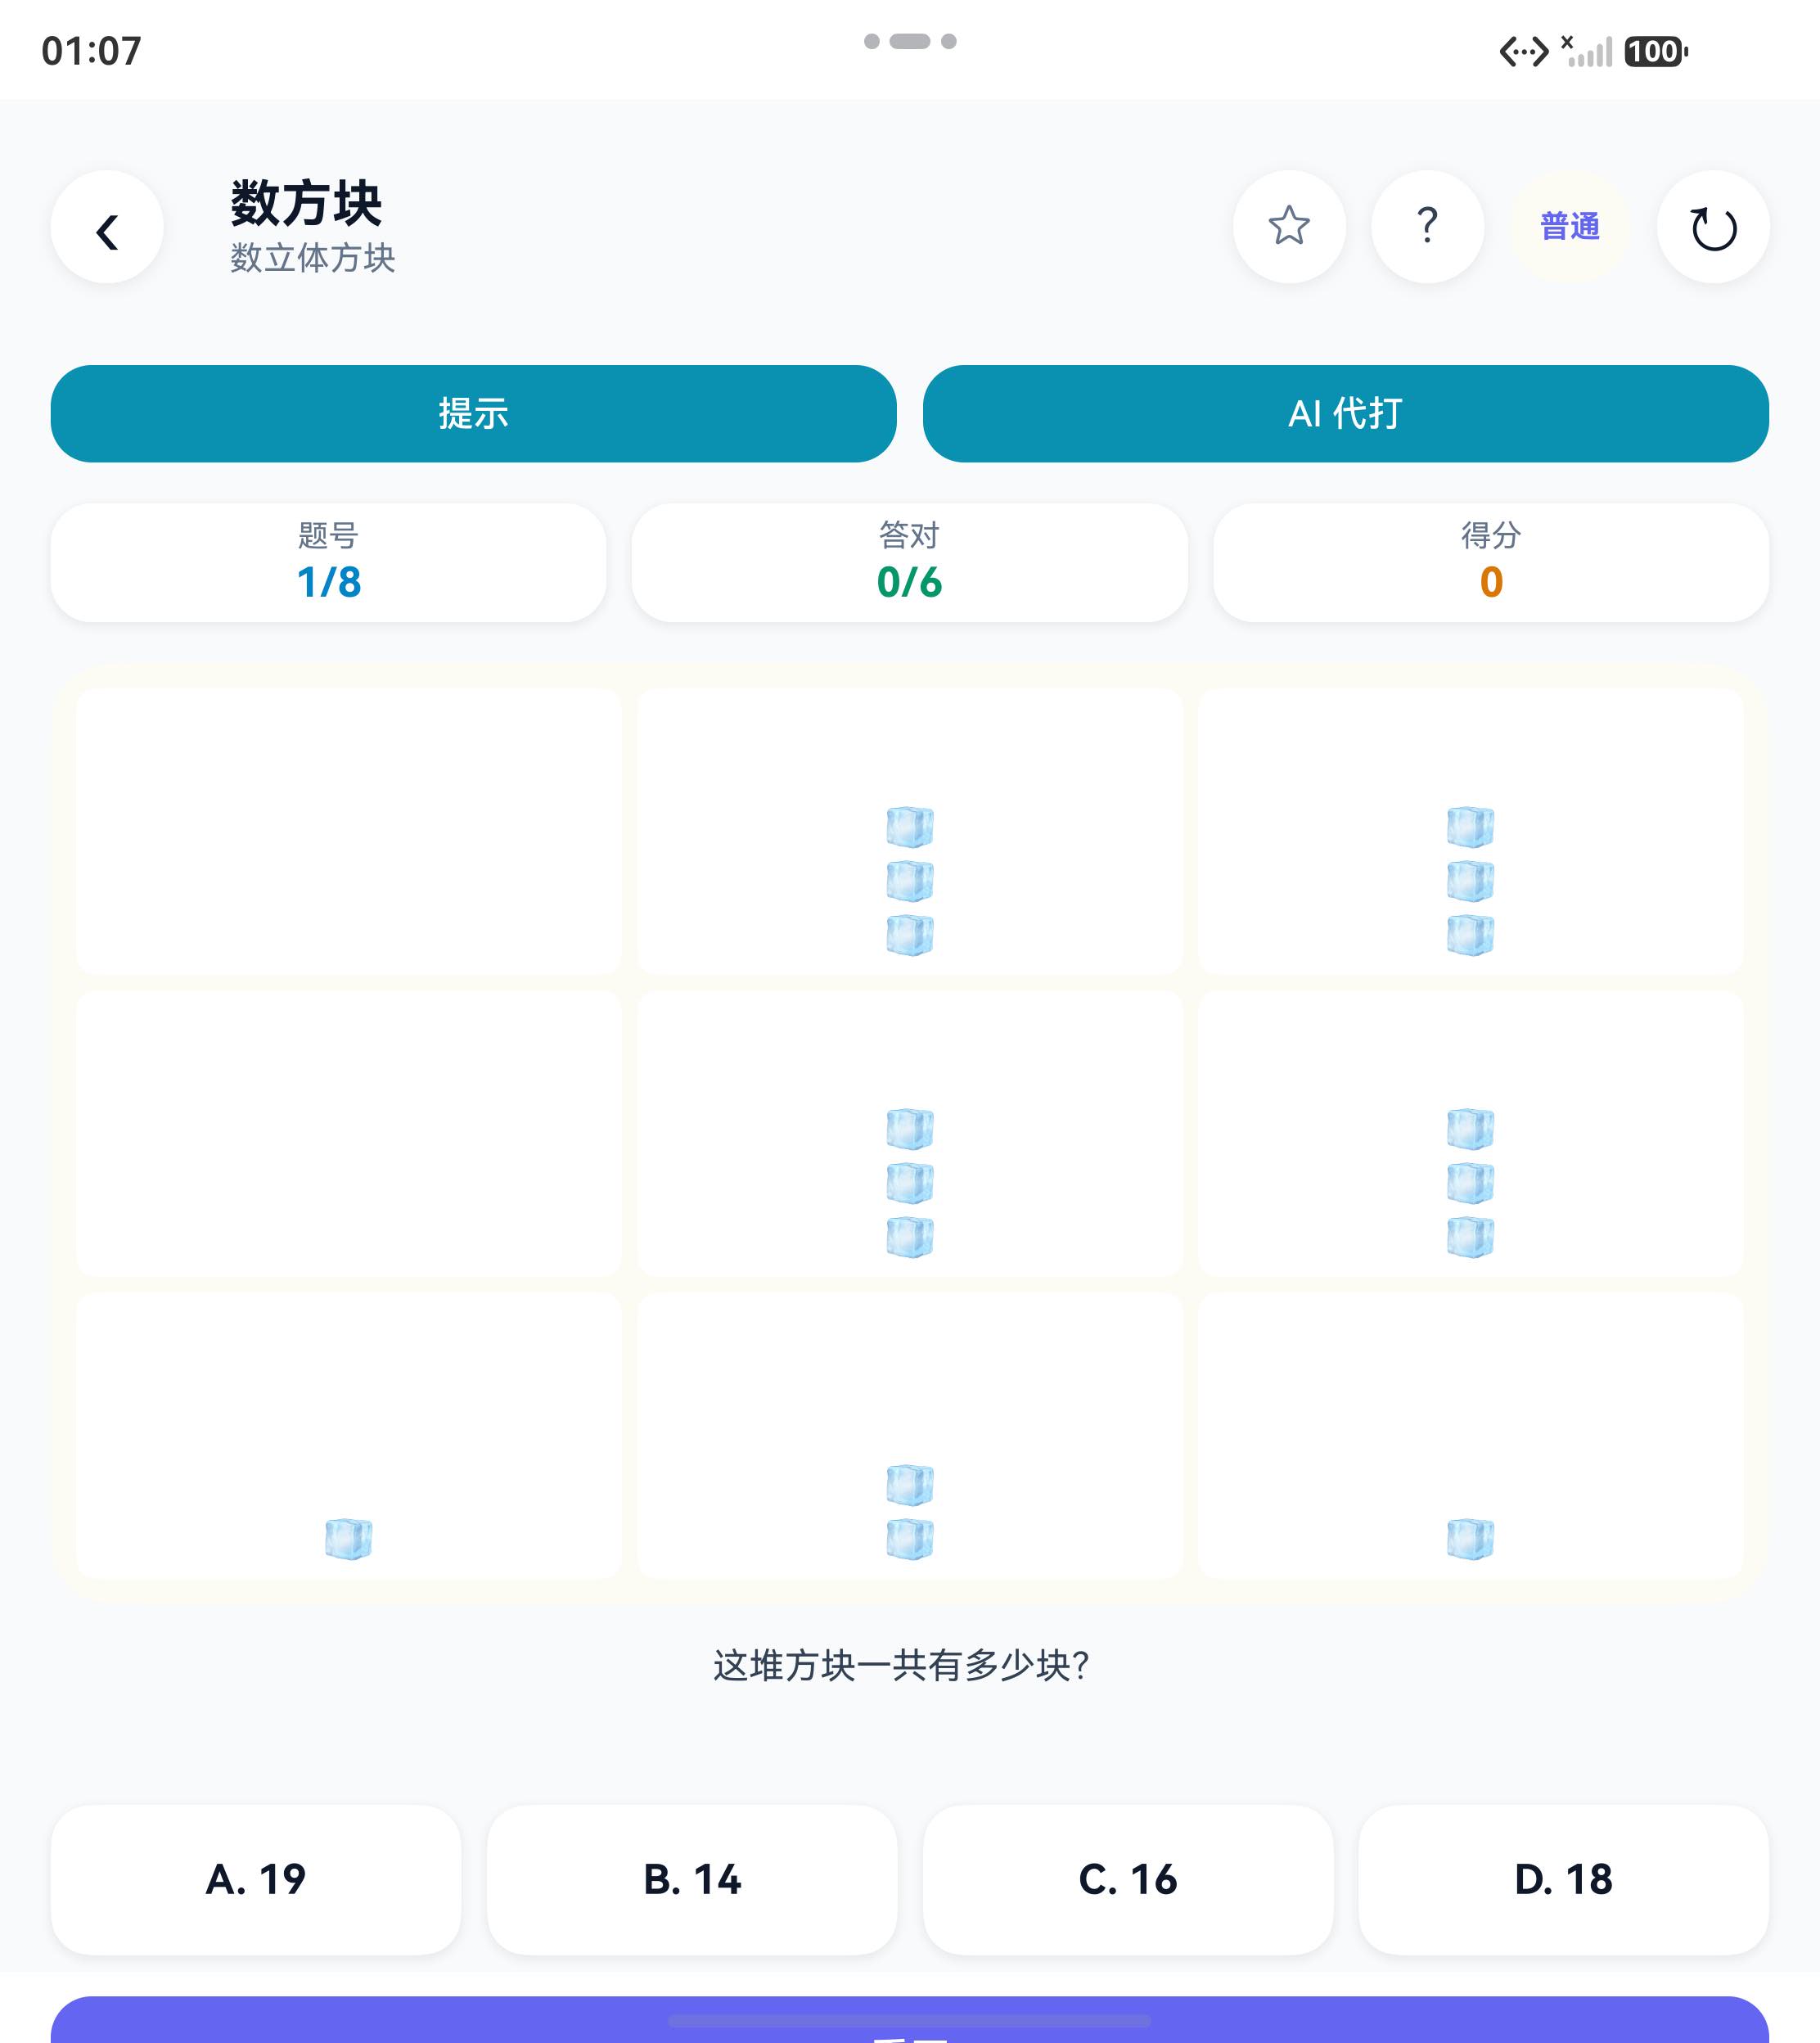 01:07
100
数方块
数立体方块
?
普通
提示
AI 代打
题号
1/8
答对
0/6
得分
0
这堆方块一共有多少块?
A. 19
B. 14
C. 16
D. 18